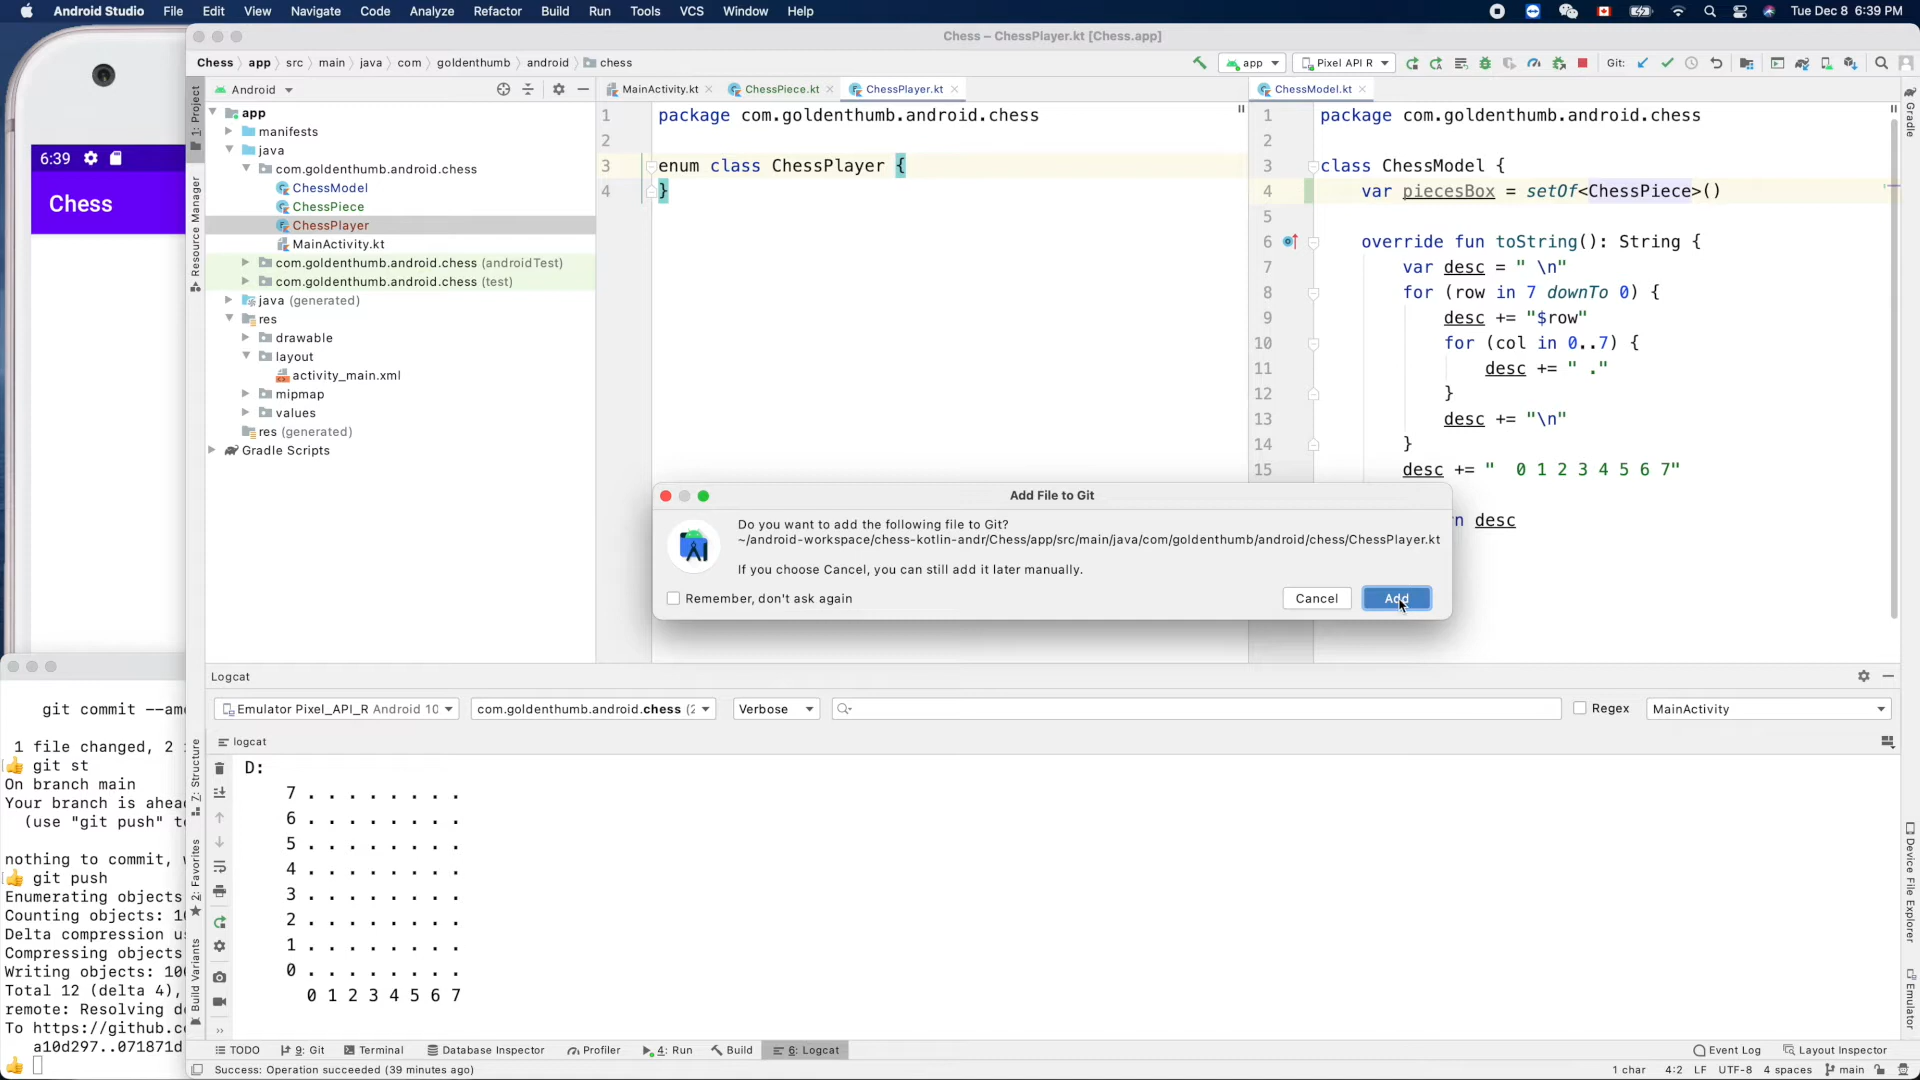 Android Studio File Edit View Navigate Code Analyze Refactor Build Run Tools VCS Window Help Tue Dec 8 6:39 PM
Chess – ChessPlayer.kt [Chess.app]
Chess app src main java com goldenthumb android chess
app Pixel API R Git:
1: Project
Resource Manager
Android
app
manifests
java
com.goldenthumb.android.chess
ChessModel
ChessPiece
ChessPlayer
MainActivity.kt
com.goldenthumb.android.chess (androidTest)
com.goldenthumb.android.chess (test)
java (generated)
res
drawable
layout
activity_main.xml
mipmap
values
res (generated)
Gradle Scripts
6:39
Chess
MainActivity.kt ChessPiece.kt ChessPlayer.kt
1 package com.goldenthumb.android.chess
2
3 enum class ChessPlayer {
4 }
ChessModel.kt
1 package com.goldenthumb.android.chess
2
3 class ChessModel {
4 var piecesBox = setOf<ChessPiece>()
5
6 override fun toString(): String {
7 var desc = " \n"
8 for (row in 7 downTo 0) {
9 desc += "$row"
10 for (col in 0..7) {
11 desc += " ."
12 }
13 desc += "\n"
14 }
15 desc += "  0 1 2 3 4 5 6 7"
n desc
Gradle
Add File to Git
Do you want to add the following file to Git?
~/android-workspace/chess-kotlin-andr/Chess/app/src/main/java/com/goldenthumb/android/chess/ChessPlayer.kt
If you choose Cancel, you can still add it later manually.
Remember, don't ask again
Cancel Add
Logcat
Emulator Pixel_API_R Android 10 com.goldenthumb.android.chess (2 Verbose Regex MainActivity
logcat
D:
7 . . . . . . . .
6 . . . . . . . .
5 . . . . . . . .
4 . . . . . . . .
3 . . . . . . . .
2 . . . . . . . .
1 . . . . . . . .
0 . . . . . . . .
0 1 2 3 4 5 6 7
git commit --am
1 file changed, 2
git st
On branch main
Your branch is ahea
(use "git push" t
nothing to commit,
git push
Enumerating objects
Counting objects: 1
Delta compression u
Compressing objects
Writing objects: 10
Total 12 (delta 4),
remote: Resolving d
To https://github.c
a10d297..071871d
Z: Structure
2: Favorites
Build Variants
Device File Explorer
Emulator
TODO 9: Git Terminal Database Inspector Profiler 4: Run Build 6: Logcat Event Log Layout Inspector
Success: Operation succeeded (39 minutes ago) 1 char 4:2 LF UTF-8 4 spaces main